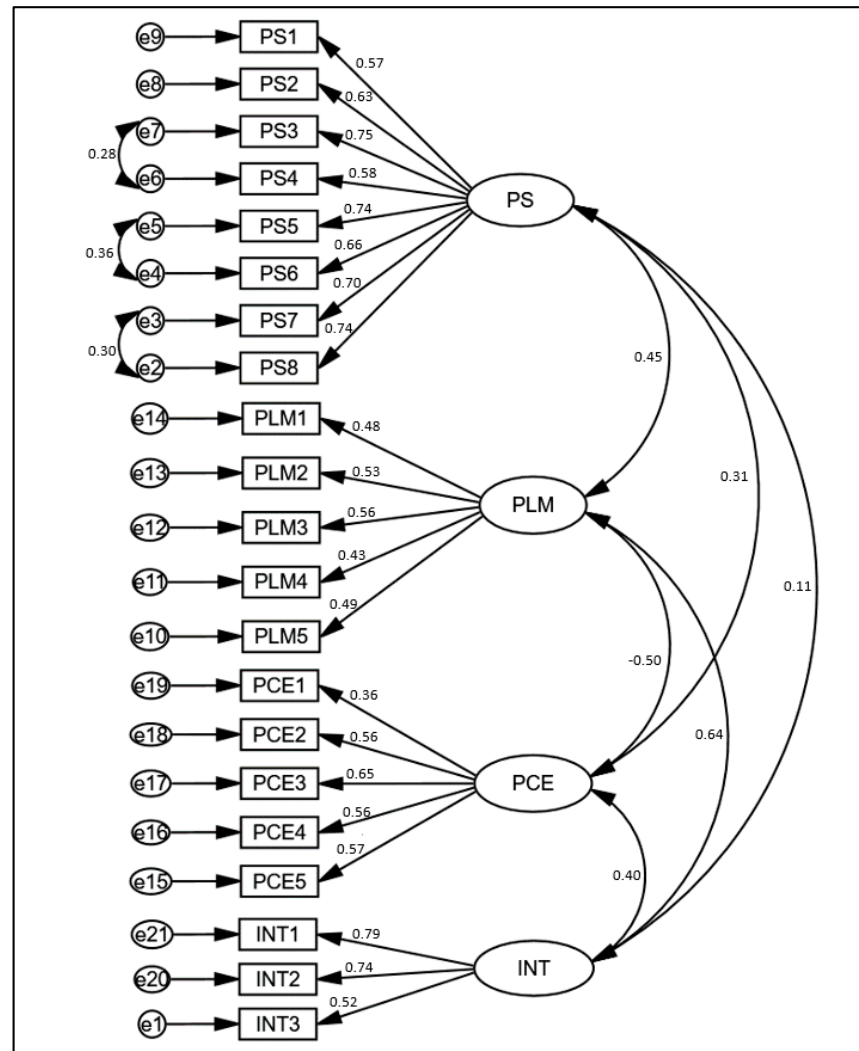 e9 PS1 0.57
e8 PS2 0.63
e7 PS3 0.75
0.28
e6 PS4 0.58 PS
e5 PS5 0.74
0.36 0.66
e4 PS6
0.70
e3 PS7
0.30 0.74 0.45
e2 PS8
e14 PLM1 0.48
e13 PLM2 0.53 0.31
PLM
e12 PLM3 0.56
e11 PLM4 0.43 0.11
0.49
e10 PLM5
-0.50
e19 PCE1 0.36
e18 PCE2 0.56 0.64
e17 PCE3 0.65 PCE
e16 PCE4 0.56
0.57
e15 PCE5 0.40
e21 INT1 0.79
INT
e20 INT2 0.74
0.52
e1 INT3